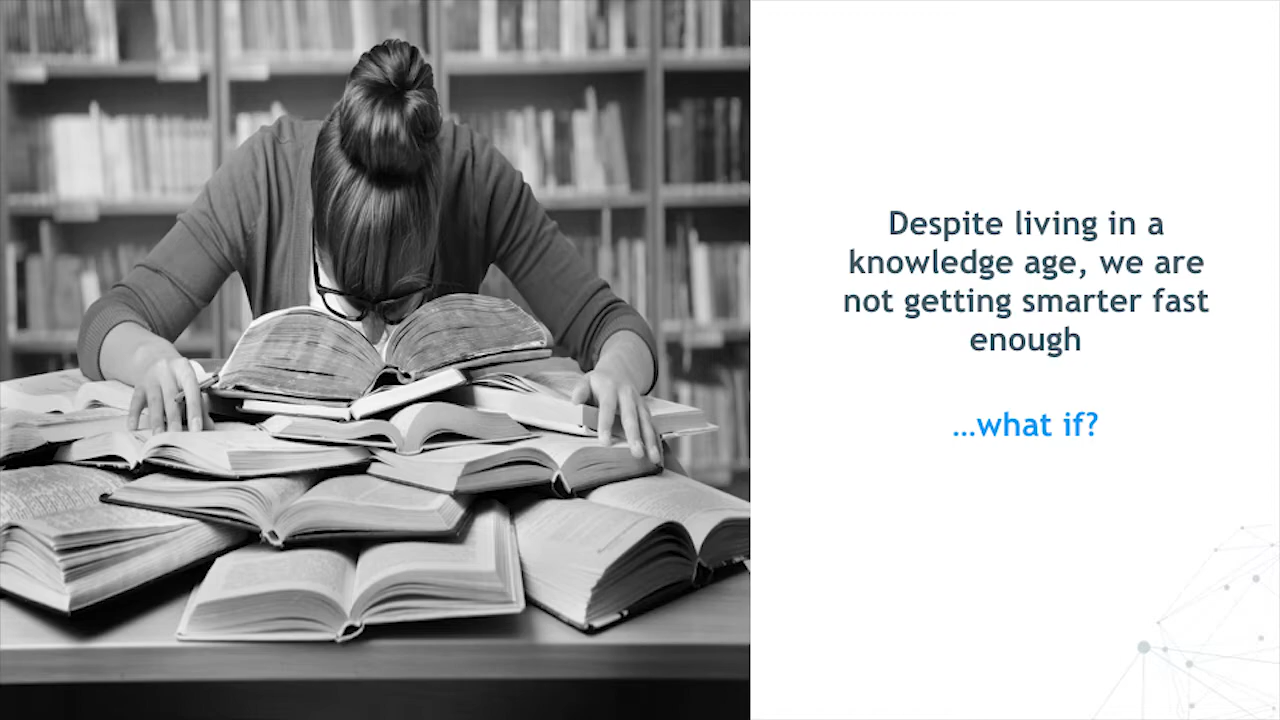 Despite living in a
knowledge age, we are
not getting smarter fast
enough
...what if?